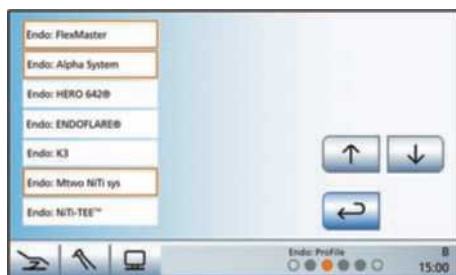 Endo: FlexMaster
Endo: Alpha System
Endo: HERO 642®
Endo: ENDOFLARE®
Endo: K3
Endo: Mtwo NiTi sys
Endo: NiTi-TEE™
Endo: Profile
B
15:00